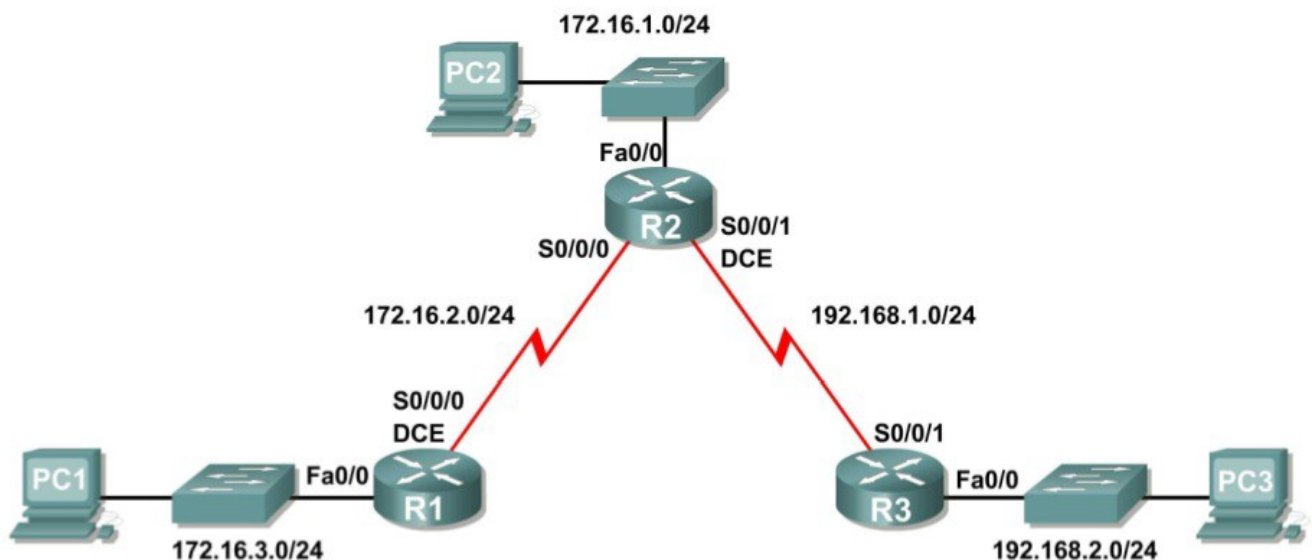 172.16.1.0/24
PC2
Fa0/0
R2
S0/0/0
S0/0/1
DCE
172.16.2.0/24
192.168.1.0/24
S0/0/0
DCE
S0/0/1
PC1
Fa0/0
R1
R3
Fa0/0
PC3
172.16.3.0/24
192.168.2.0/24